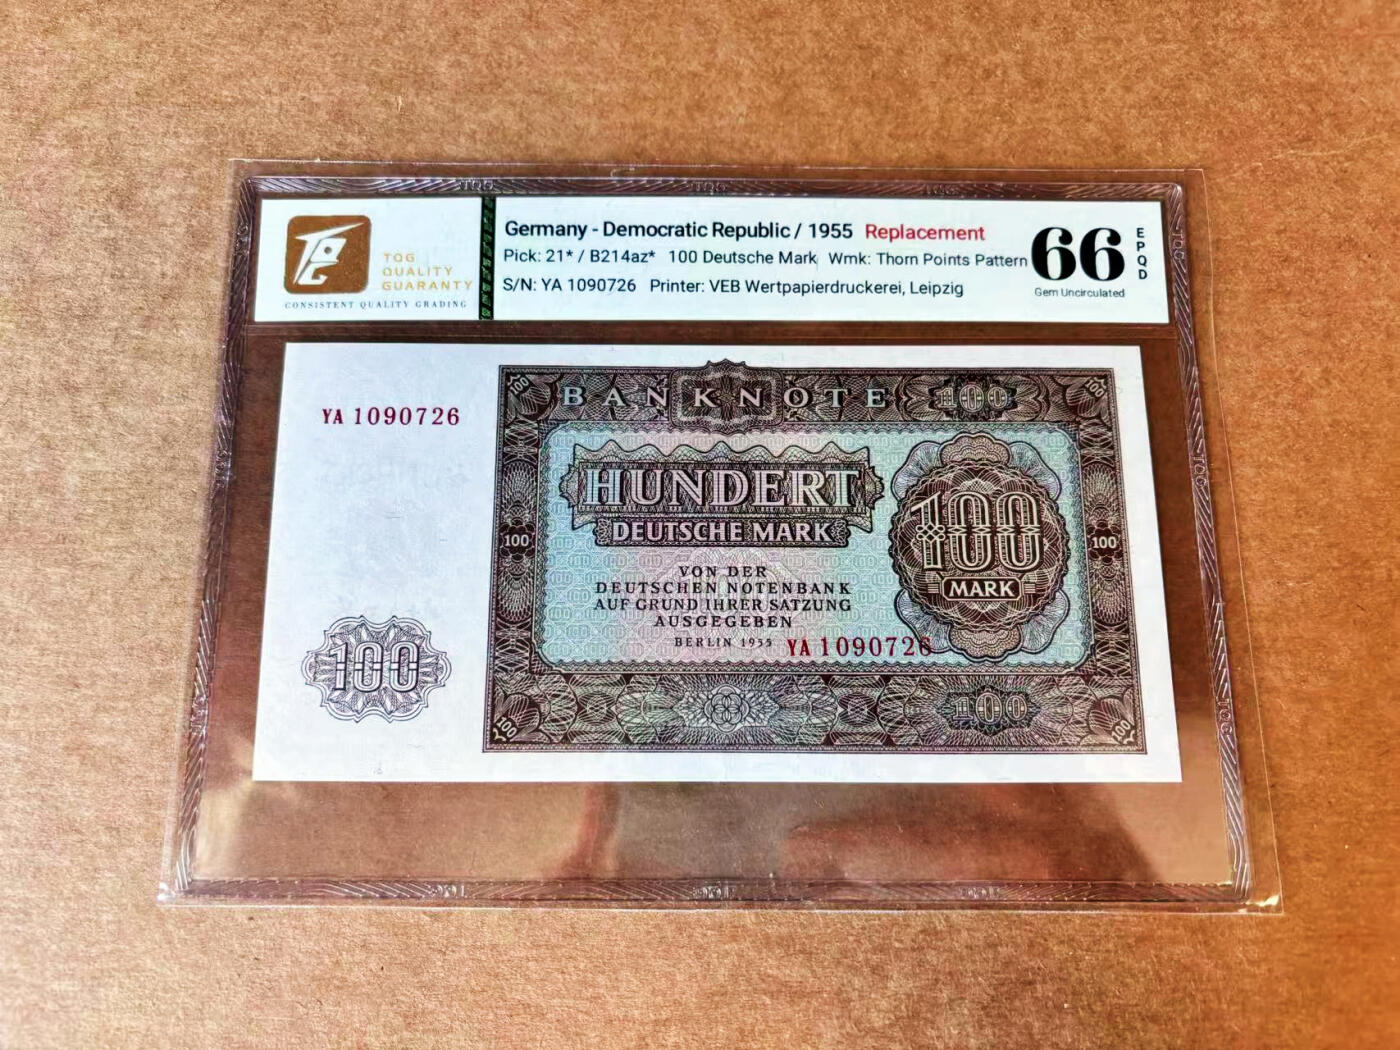 TQG
QUALITY
GUARANTY
CONSISTENT QUALITY GRADING
Germany - Democratic Republic / 1955 Replacement
Pick: 21* / B214az* 100 Deutsche Mark Wmk: Thorn Points Pattern
S/N: YA 1090726 Printer: VEB Wertpapierdruckerei, Leipzig
66
EPQD
Gem Uncirculated
YA 1090726
100
BANKNOTE
100
100
HUNDERT
DEUTSCHE MARK
100
100
MARK
100
VON DER
DEUTSCHEN NOTENBANK
AUF GRUND IHRER SATZUNG
AUSGEGEBEN
BERLIN 1955
YA 1090726
100
100
100
100